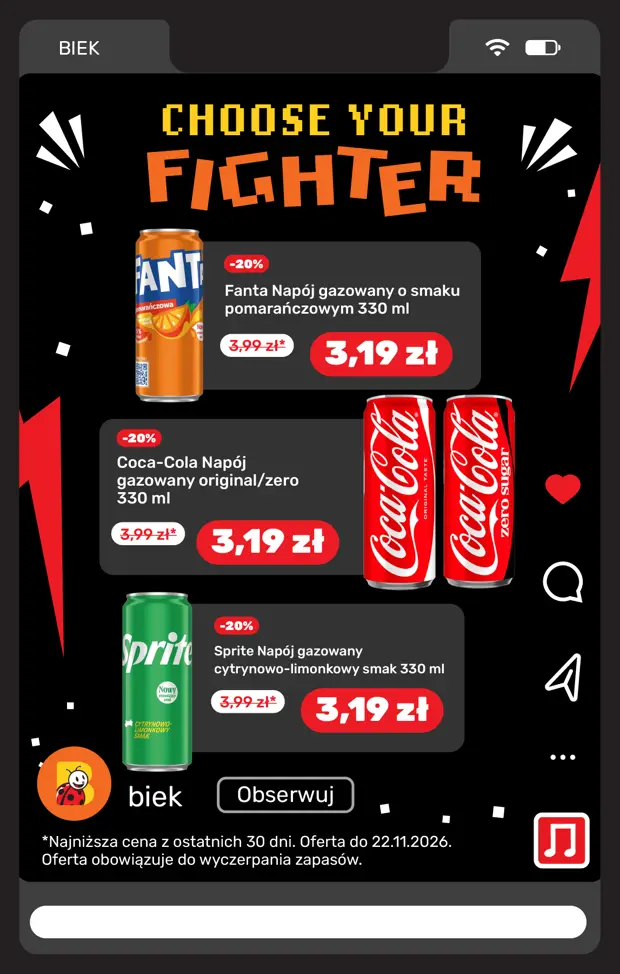 BIEK
CHOOSE YOUR
FIGHTER
FANTA
pomarańczowa
-20%
Fanta Napój gazowany o smaku
pomarańczowym 330 ml
3,99 zł*
3,19 zł
-20%
Coca-Cola Napój
gazowany original/zero
330 ml
3,99 zł*
3,19 zł
Coca-Cola
ORIGINAL TASTE
Coca-Cola
zero sugar
Sprite
Nowy
CYTRYNOWO-
LIMONKOWY
SMAK
-20%
Sprite Napój gazowany
cytrynowo-limonkowy smak 330 ml
3,99 zł*
3,19 zł
B
biek
Obserwuj
*Najniższa cena z ostatnich 30 dni. Oferta do 22.11.2026.
Oferta obowiązuje do wyczerpania zapasów.